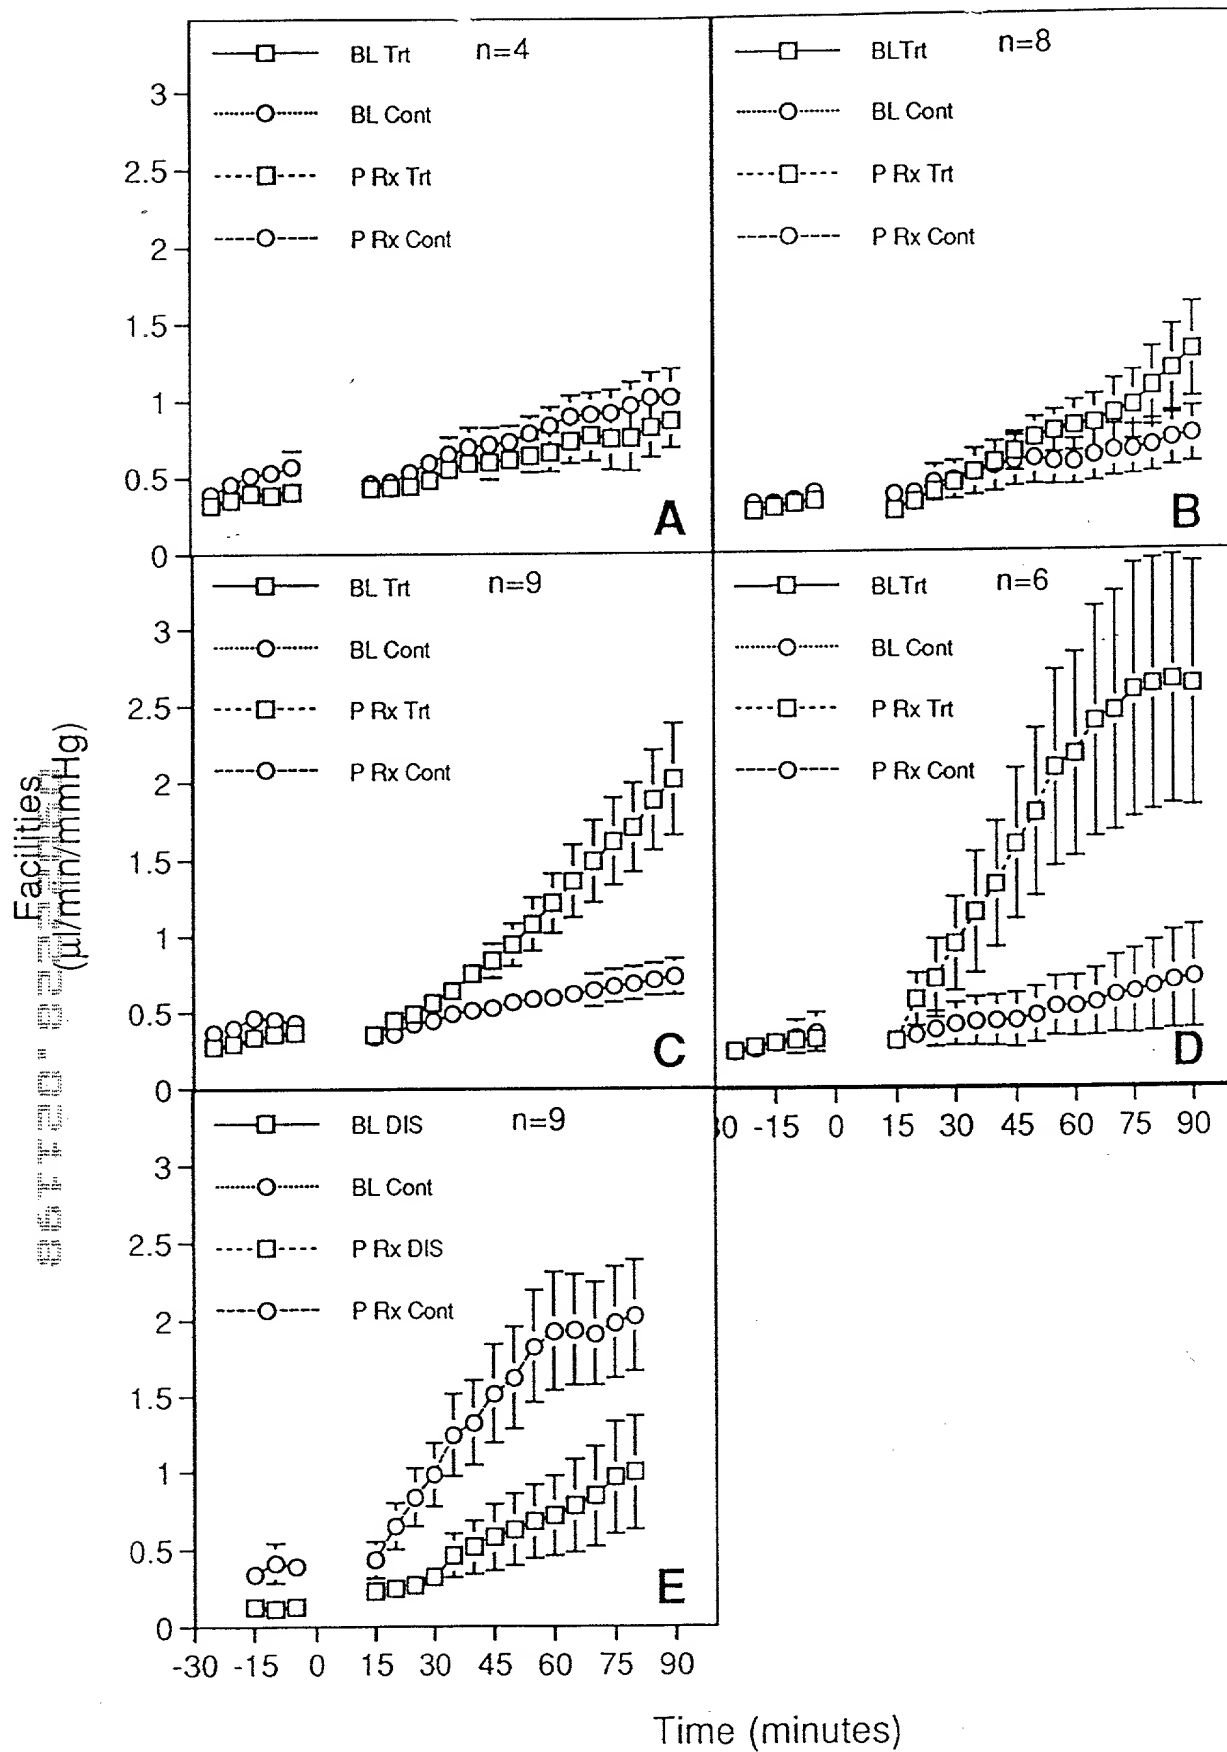 BL Trt n=4
BL Cont
P Rx Trt
P Rx Cont
3
2.5
2
1.5
1
0.5
0
A
BLTrt n=8
BL Cont
P Rx Trt
P Rx Cont
B
BL Trt n=9
BL Cont
P Rx Trt
P Rx Cont
3
2.5
2
1.5
1
0.5
0
C
BLTrt n=6
BL Cont
P Rx Trt
P Rx Cont
D
30 -15 0 15 30 45 60 75 90
BL DIS n=9
BL Cont
P Rx DIS
P Rx Cont
3
2.5
2
1.5
1
0.5
0
E
-30 -15 0 15 30 45 60 75 90
Facilities
(µl/min/mmHg)
Time (minutes)